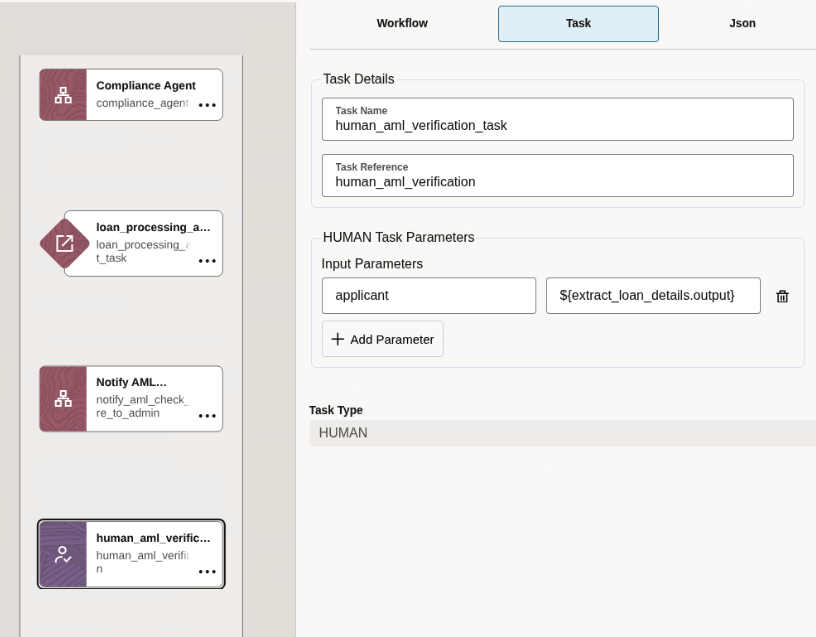 Workflow
Task
Json
Compliance Agent
compliance_agent
loan_processing_a...
loan_processing_a
t_task
Notify AML...
notify_aml_check_
re_to_admin
human_aml_verific...
human_aml_verific
n
Task Details
Task Name
human_aml_verification_task
Task Reference
human_aml_verification
HUMAN Task Parameters
Input Parameters
applicant
${extract_loan_details.output}
Add Parameter
Task Type
HUMAN